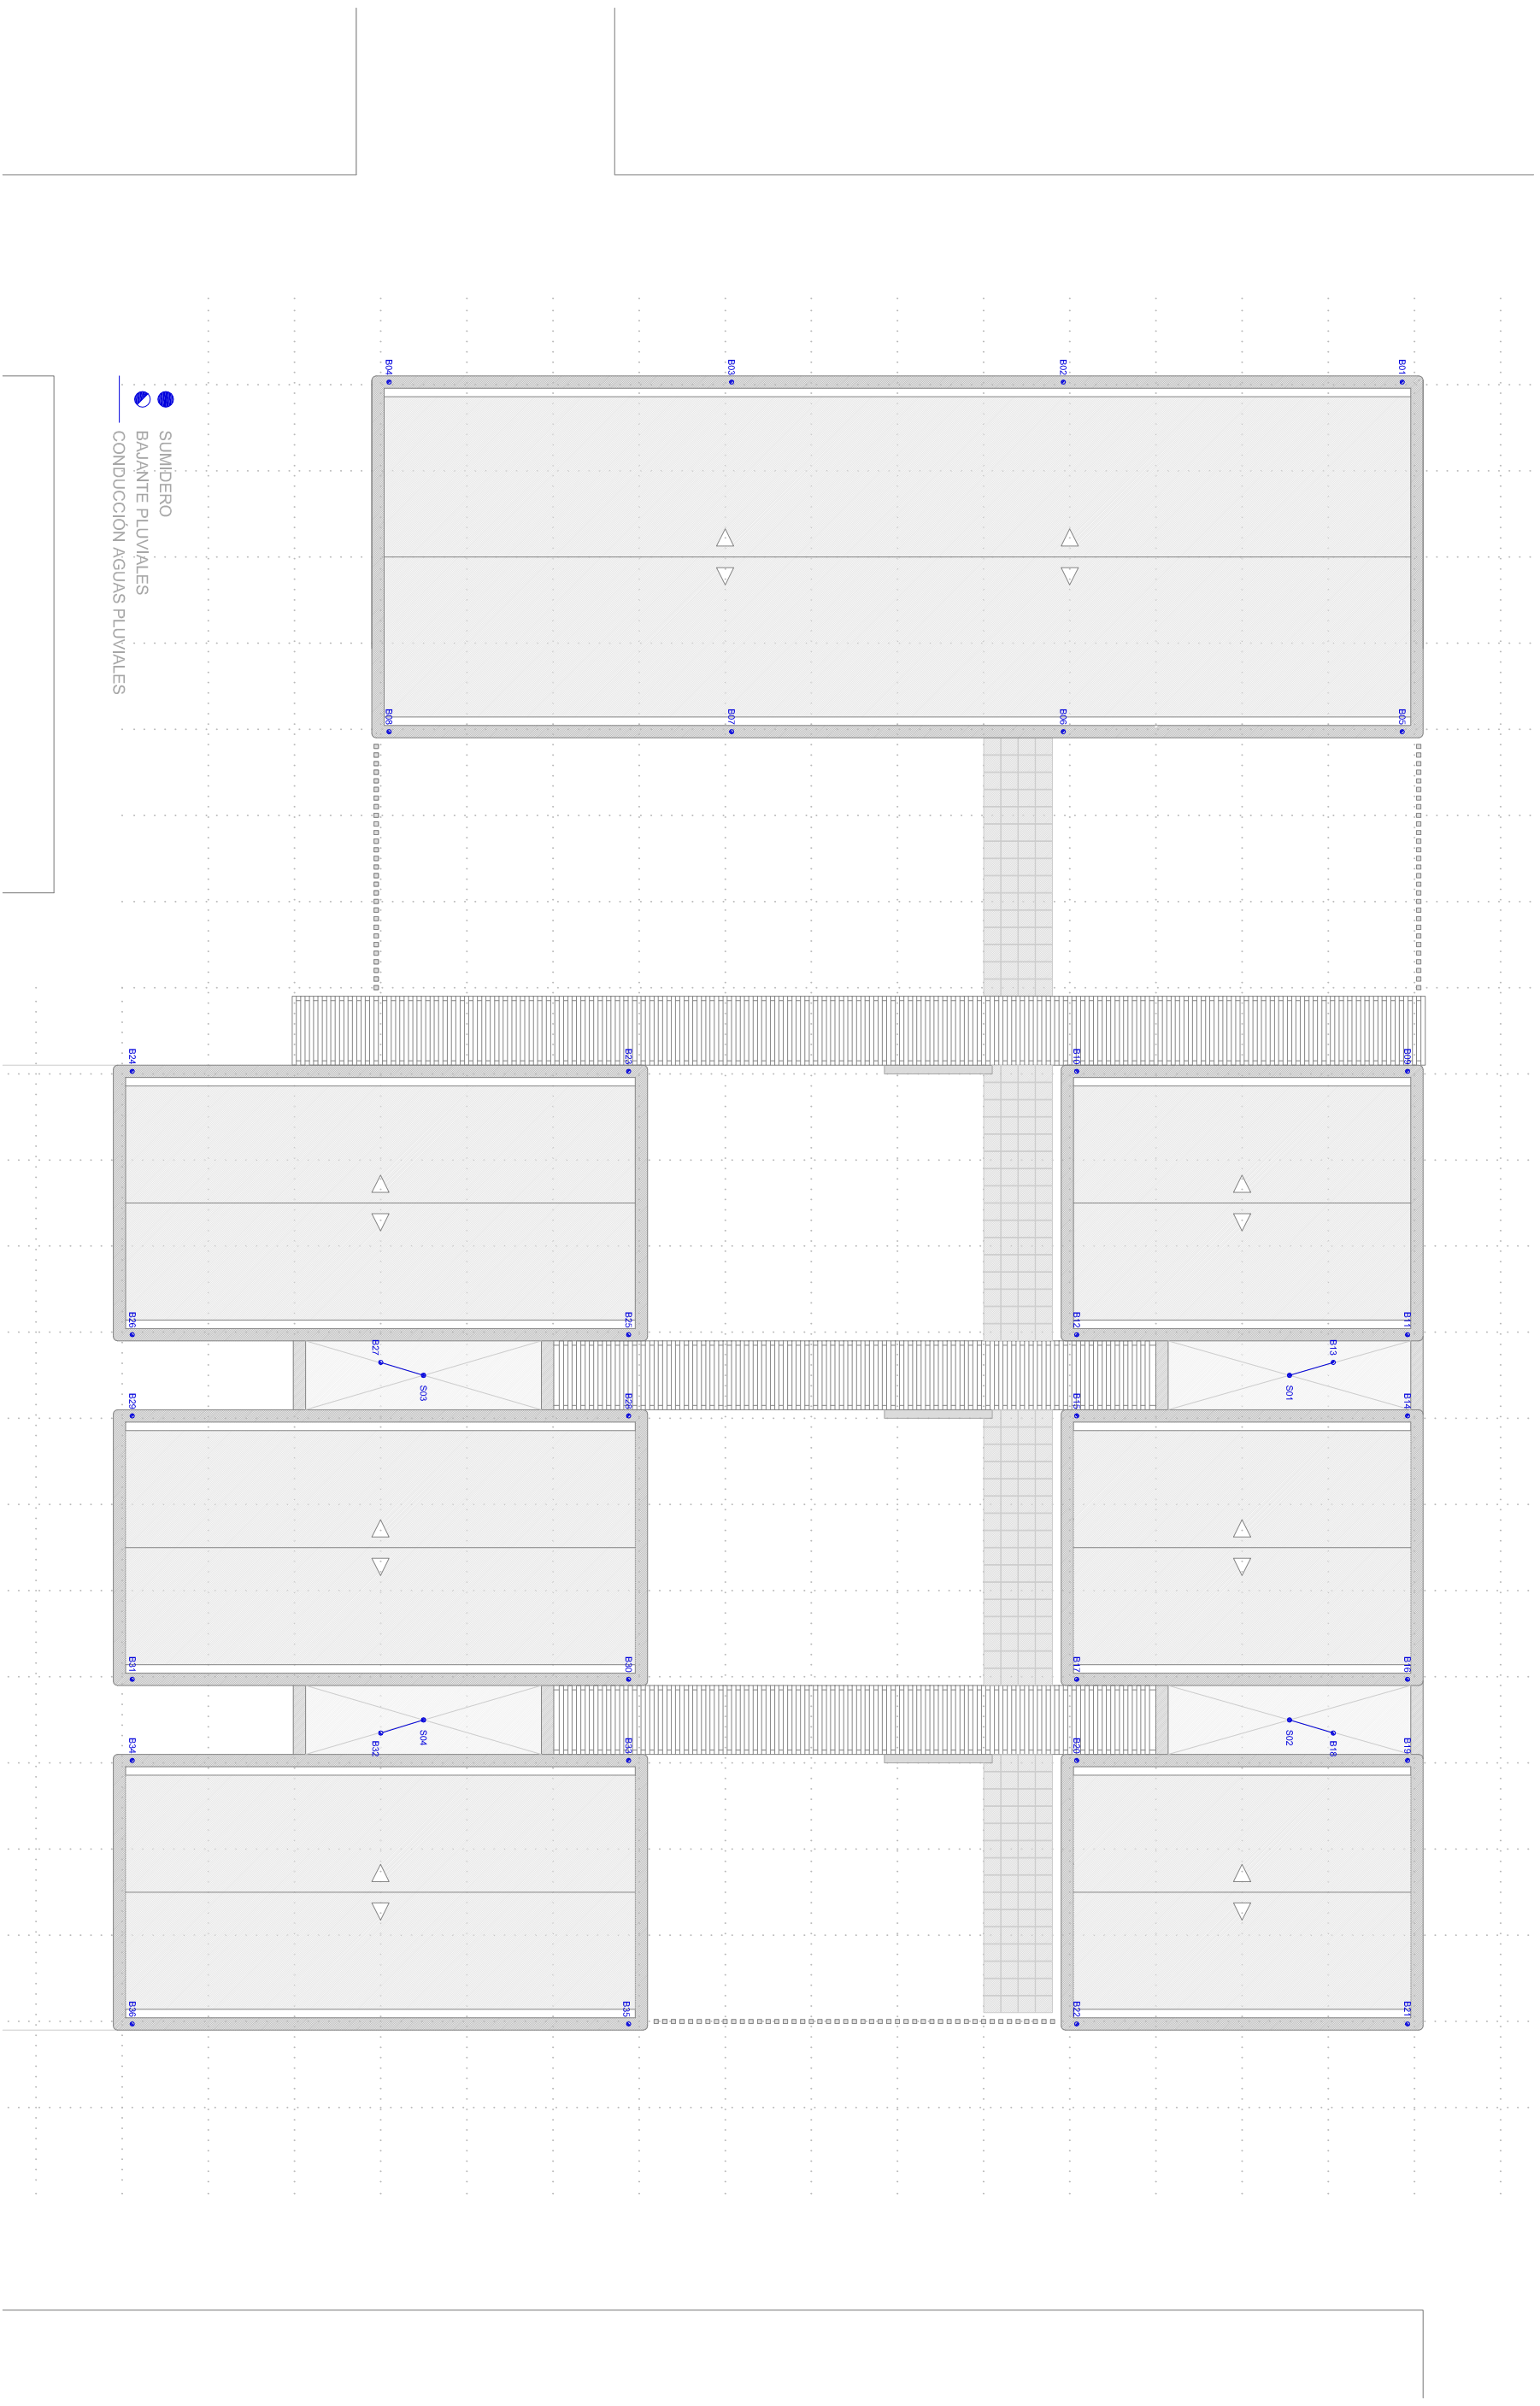 B01
B02
B03
B04
SUMIDERO
BAJANTE PLUVIALES
CONDUCCIÓN AGUAS PLUVIALES
B05
B06
B07
B08
B09
B10
B23
B24
B11
B12
B25
B26
B13
S01
S03
B27
B14
B15
B28
B29
B16
B17
B30
B31
B18
S02
S04
B32
B19
B20
B33
B34
B21
B22
B35
B36